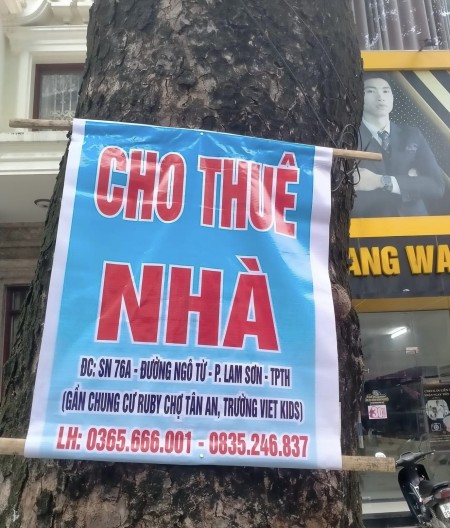 CHO THUÊ
NHÀ
ĐC: SN 76A - ĐƯỜNG NGÔ TỪ - P. LAM SƠN - TPTH
(GẦN CHUNG CƯ RUBY CHỢ TÂN AN, TRƯỜNG VIET KIDS)
LH: 0365.666.001 - 0835.246.837
ANG WA